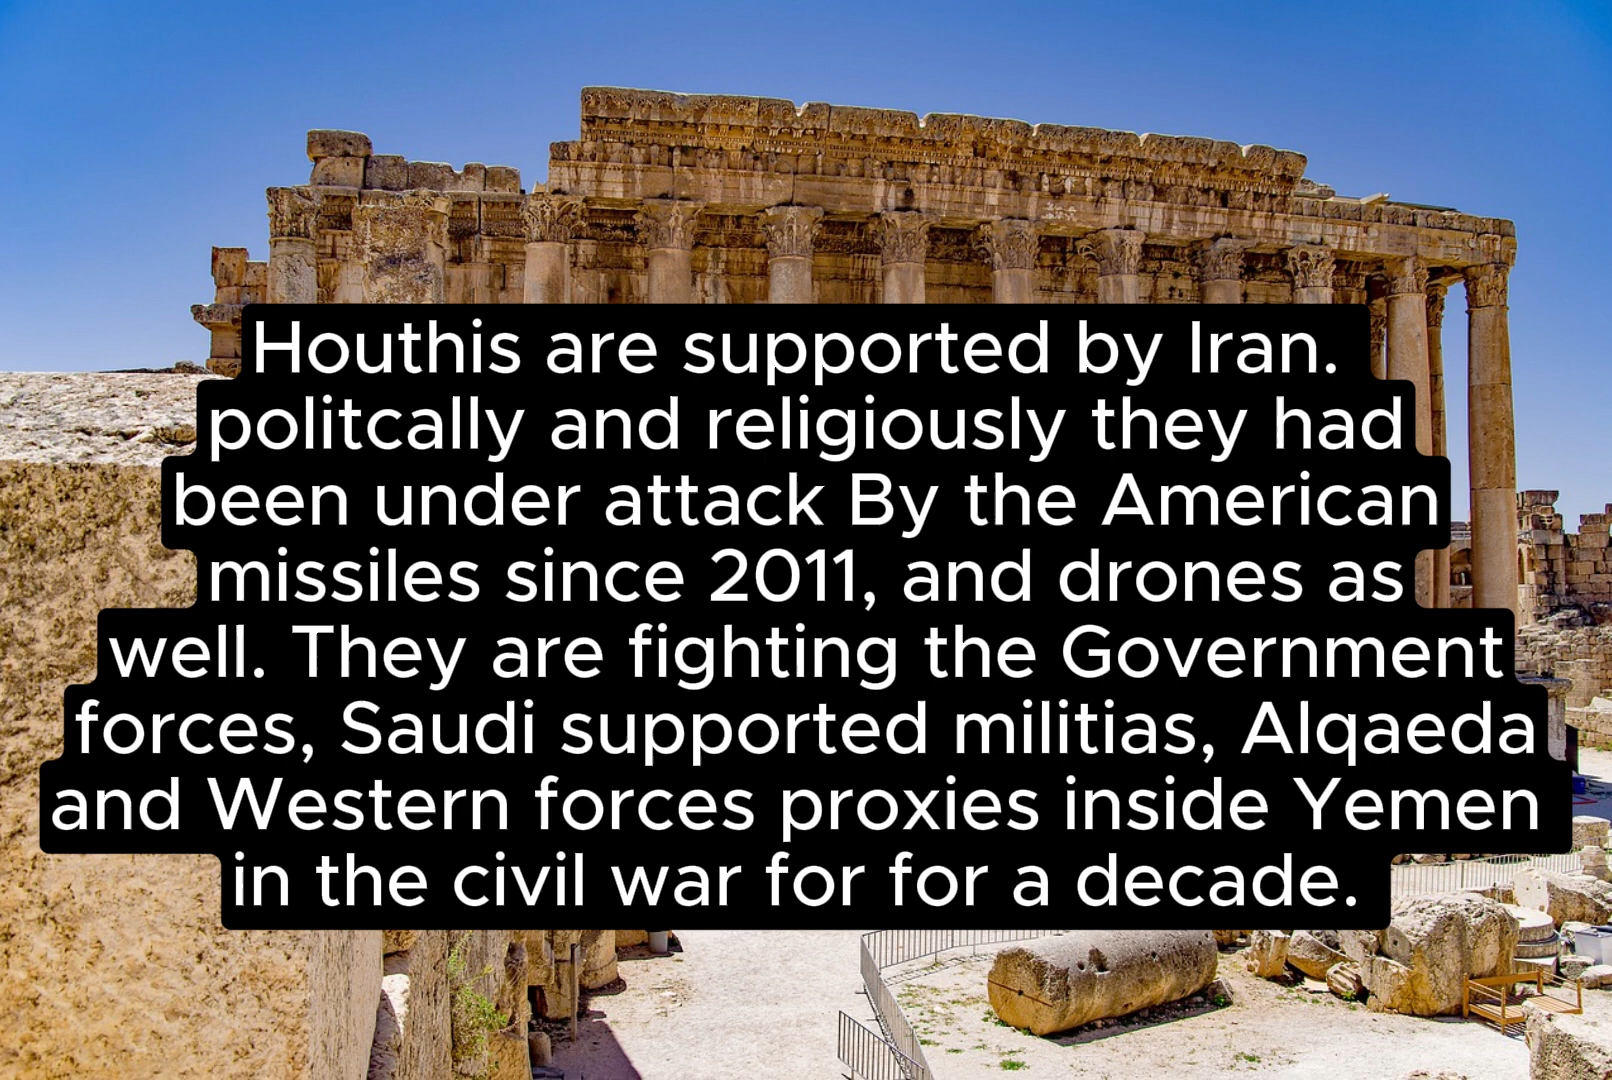 Houthis are supported by Iran.
politcally and religiously they had
been under attack By the American
missiles since 2011, and drones as
well. They are fighting the Government
forces, Saudi supported militias, Alqaeda
and Western forces proxies inside Yemen
in the civil war for for a decade.